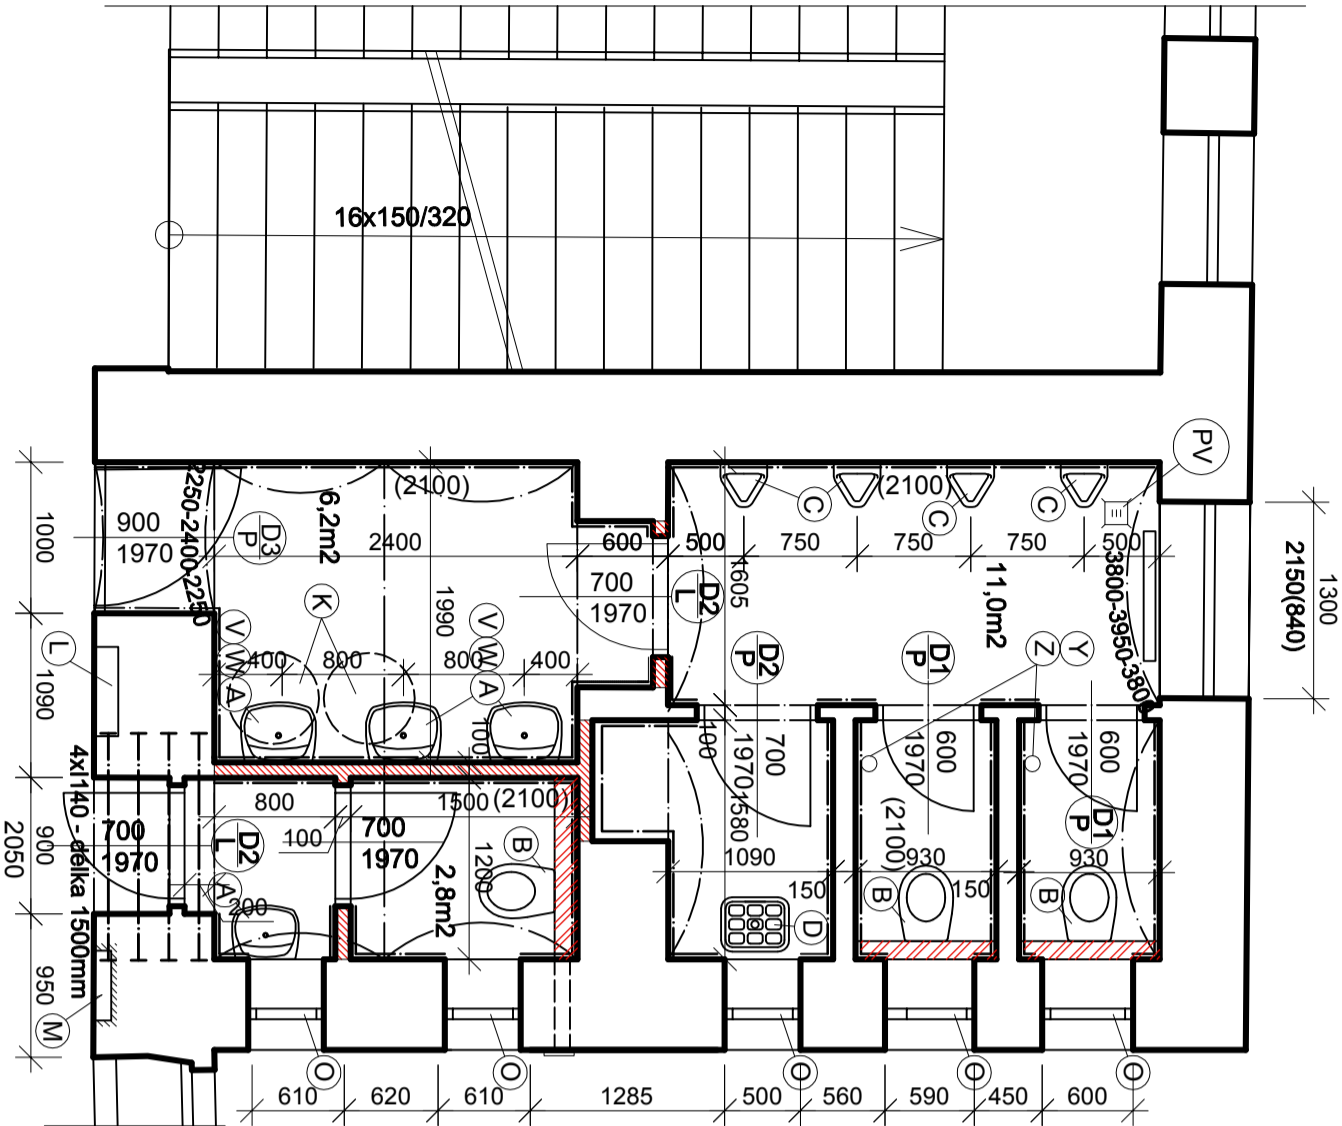 16x150/320
PV
1300
2150(840)
6,2m2
(2100)
C
(2100)
C
C
C
2250-2400-2250
900
1970
D3
P
2400
600
500
750
750
750
500
1000
700
1970
D2
L
1605
11,0m2
3800-3950-3800
K
1990
V
W
A
V
W
A
D2
P
D1
P
Z
Y
L
400
800
800
400
1090
100
100
700
1970
600
1970
600
1970
D1
P
4xI140 - delka 1500mm
800
1500
(2100)
1580
(2100)
100
700
1970
D2
L
700
1970
B
1090
930
930
900
2050
A
200
2,8m2
1200
150
150
B
B
D
950
M
O
O
O
O
O
610
620
610
1285
500
560
590
450
600